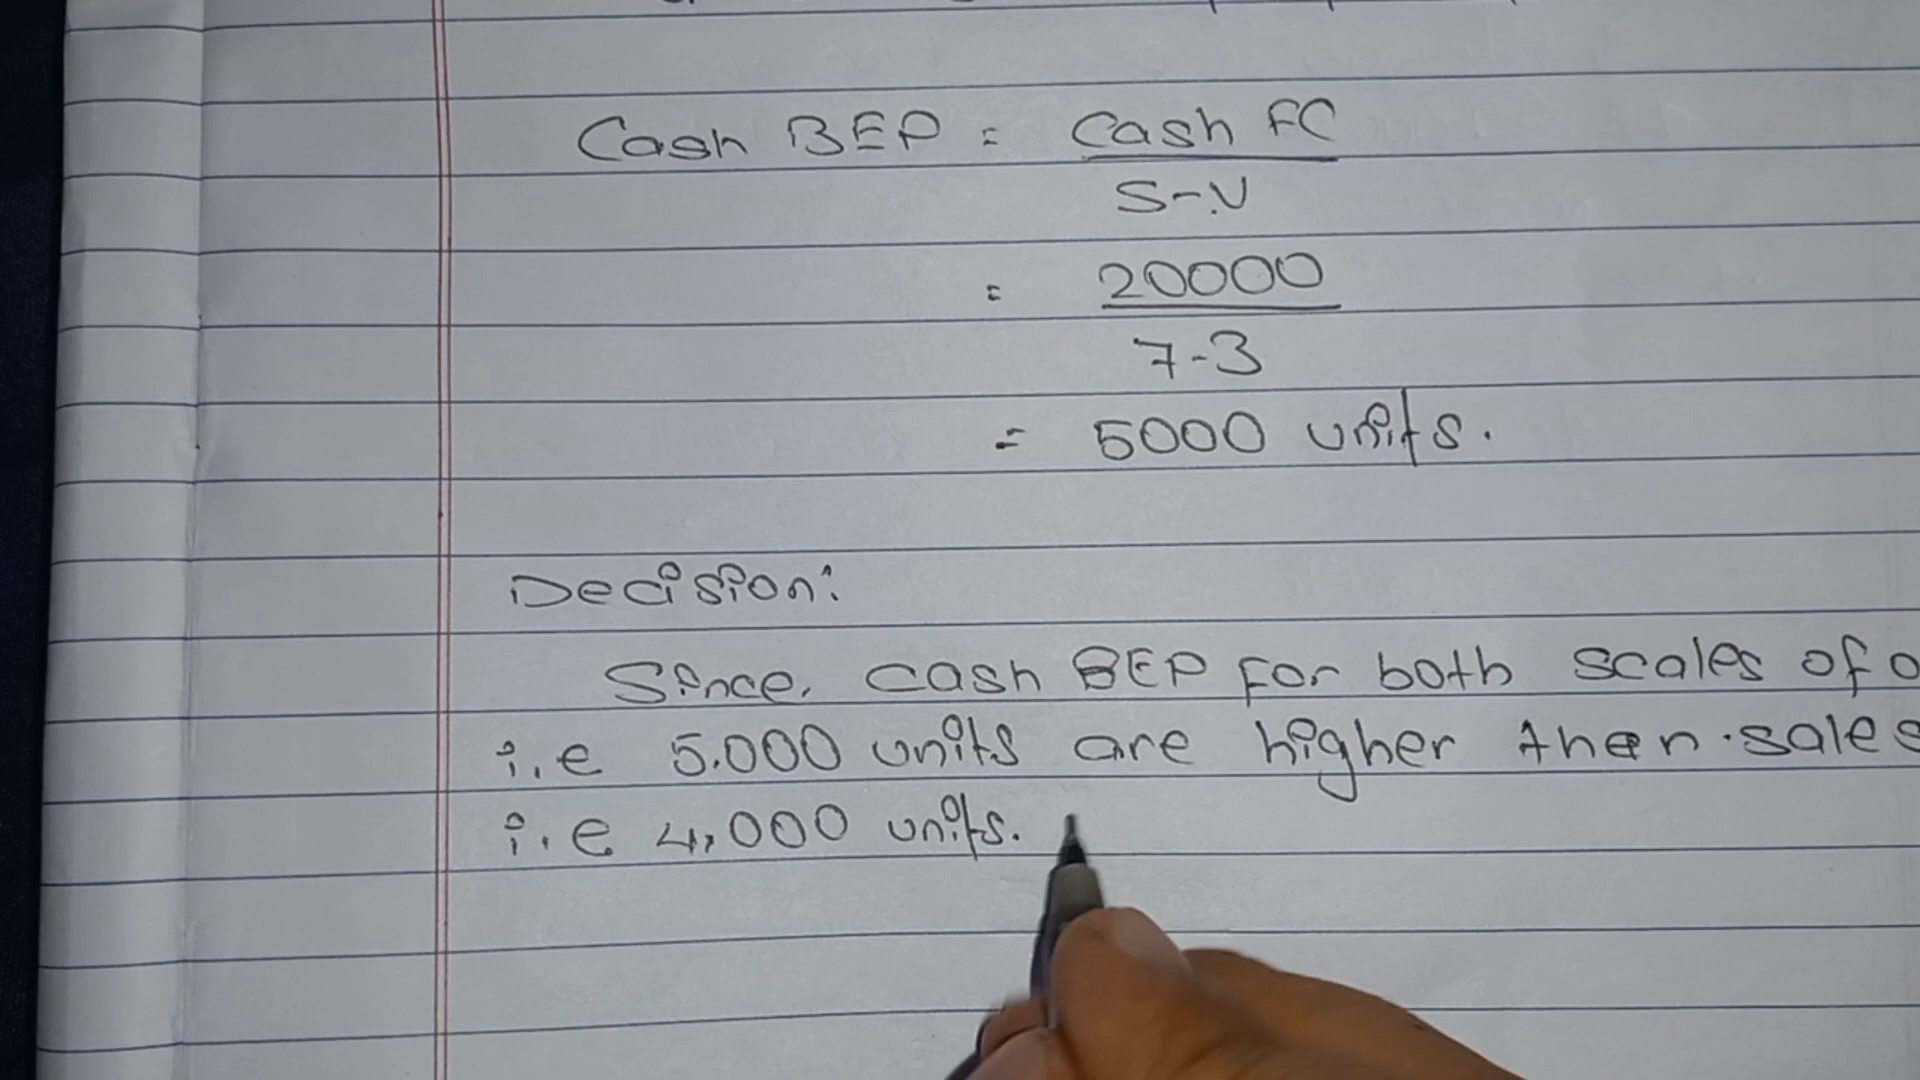 Cash BEP = Cash FC
S-V
= 20000
7-3
= 5000 units.
Decision:
Since, cash BEP For both scales of o
i.e 5.000 units are higher then sales
i.e 4,000 units.